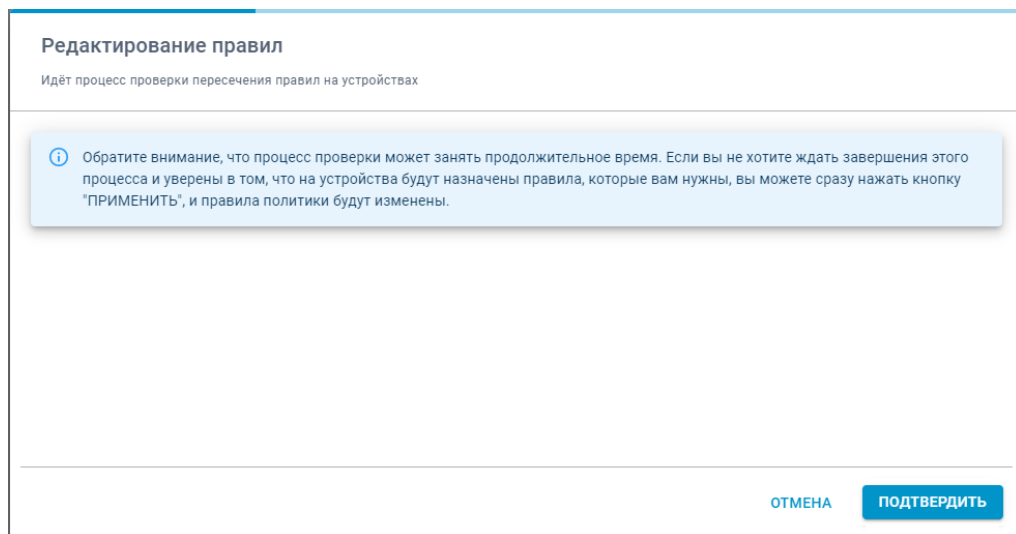 Редактирование правил
Идёт процесс проверки пересечения правил на устройствах
Обратите внимание, что процесс проверки может занять продолжительное время. Если вы не хотите ждать завершения этого
процесса и уверены в том, что на устройства будут назначены правила, которые вам нужны, вы можете сразу нажать кнопку
"ПРИМЕНИТЬ", и правила политики будут изменены.
ОТМЕНА ПОДТВЕРДИТЬ